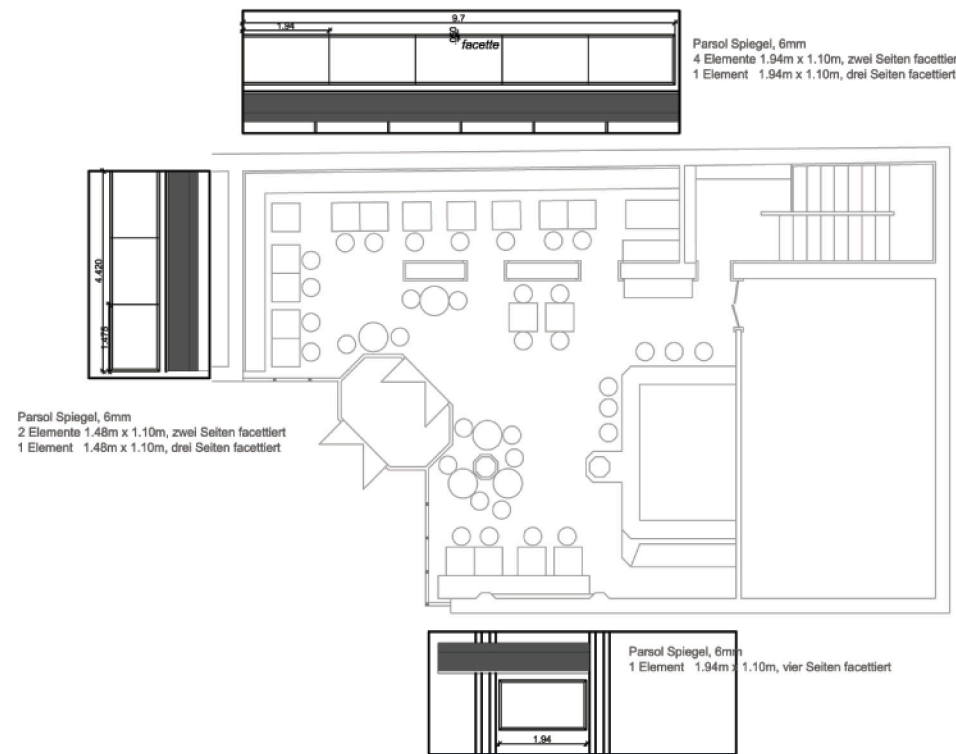 9.7
1.94
.050
facette
Parsol Spiegel, 6mm
4 Elemente 1.94m x 1.10m, zwei Seiten facettiert
1 Element 1.94m x 1.10m, drei Seiten facettiert
4.420
1.475
Parsol Spiegel, 6mm
2 Elemente 1.48m x 1.10m, zwei Seiten facettiert
1 Element 1.48m x 1.10m, drei Seiten facettiert
Parsol Spiegel, 6mm
1 Element 1.94m x 1.10m, vier Seiten facettiert
1.94